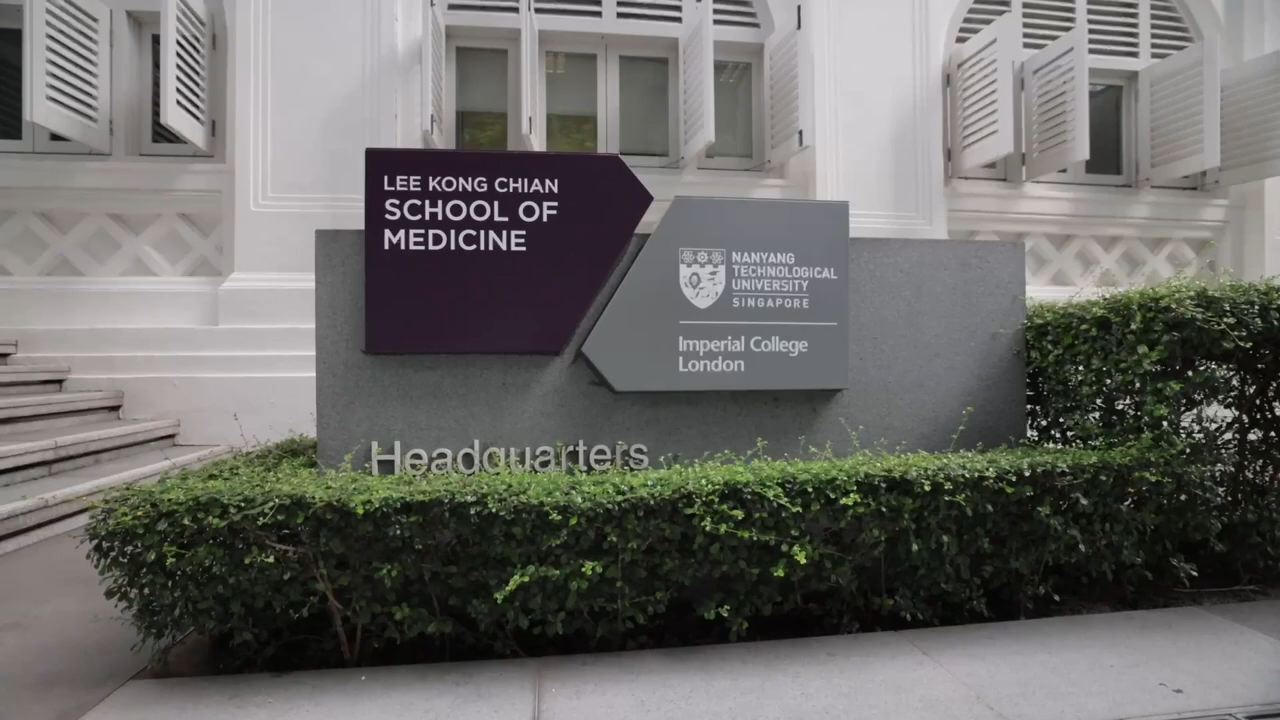 LEE KONG CHIAN
SCHOOL OF
MEDICINE
NANYANG
TECHNOLOGICAL
UNIVERSITY
SINGAPORE
Imperial College
London
Headquarters